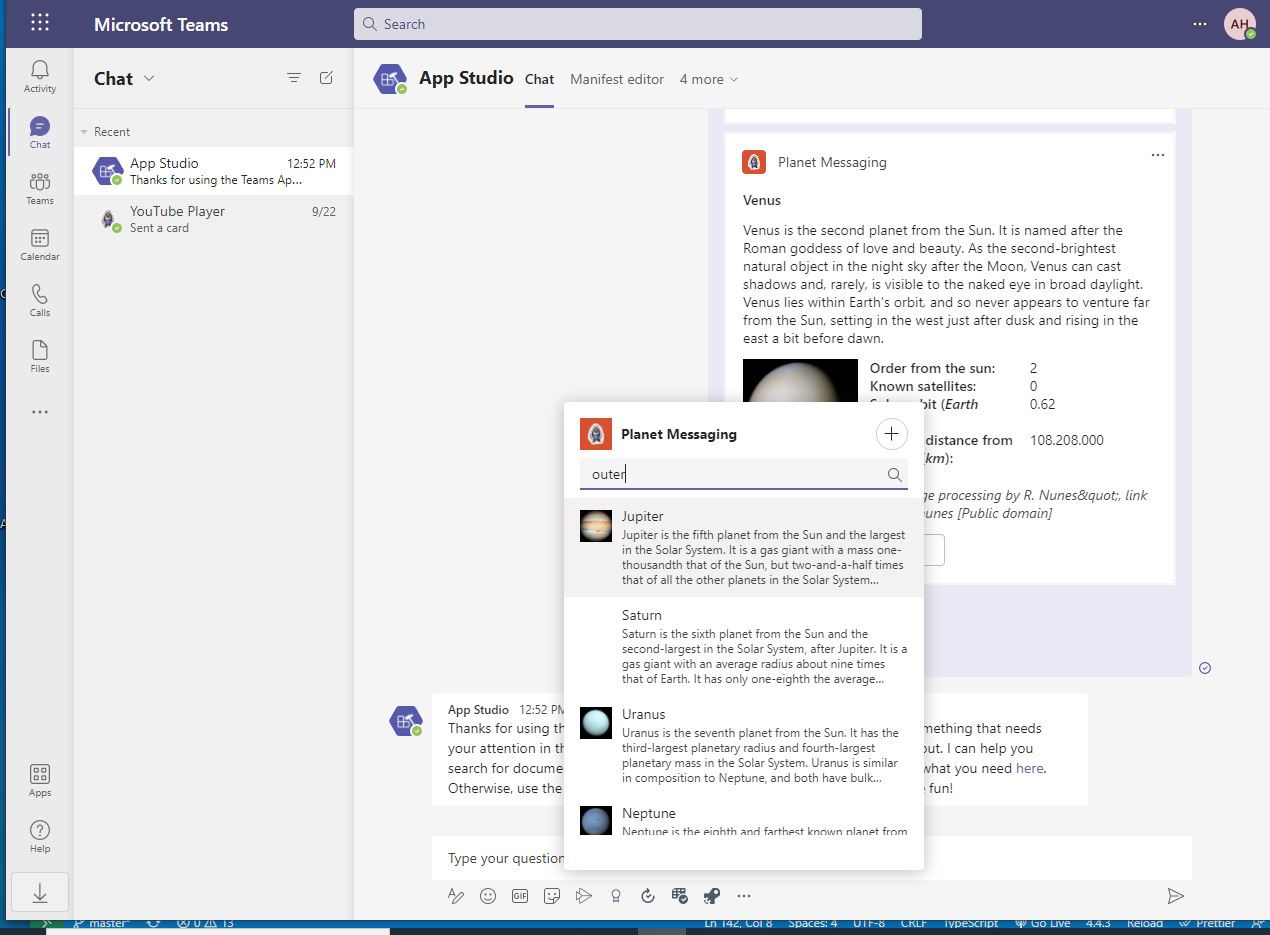 Microsoft Teams
Search
AH
Activity
Chat
Teams
Calendar
Calls
Files
Apps
Help
Chat
Recent
App Studio 12:52 PM
Thanks for using the Teams Ap...
YouTube Player 9/22
Sent a card
App Studio Chat Manifest editor 4 more
Planet Messaging
Venus
Venus is the second planet from the Sun. It is named after the
Roman goddess of love and beauty. As the second-brightest
natural object in the night sky after the Moon, Venus can cast
shadows and, rarely, is visible to the naked eye in broad daylight.
Venus lies within Earth's orbit, and so never appears to venture far
from the Sun, setting in the west just after dusk and rising in the
east a bit before dawn.
Order from the sun: 2
Known satellites: 0
bit (Earth 0.62
distance from 108.208.000
km):
ge processing by R. Nunes&quot;, link
unes [Public domain]
Planet Messaging
outer
Jupiter
Jupiter is the fifth planet from the Sun and the largest
in the Solar System. It is a gas giant with a mass one-
thousandth that of the Sun, but two-and-a-half times
that of all the other planets in the Solar System...
Saturn
Saturn is the sixth planet from the Sun and the
second-largest in the Solar System, after Jupiter. It is a
gas giant with an average radius about nine times
that of Earth. It has only one-eighth the average...
Uranus
Uranus is the seventh planet from the Sun. It has the
third-largest planetary radius and fourth-largest
planetary mass in the Solar System. Uranus is similar
in composition to Neptune, and both have bulk...
Neptune
Neptune is the eighth and farthest known planet from
App Studio 12:52 PM
Thanks for using th mething that needs
your attention in th out. I can help you
search for docume what you need here.
Otherwise, use the fun!
Type your question
GIF
master* 0 13 Ln 142, Col 8 Spaces: 4 UTF-8 CRLF TypeScript Go Live 4.4.3 Reload Prettier